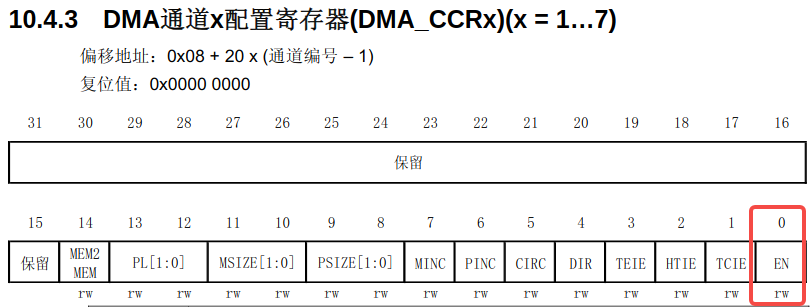 10.4.3 DMA通道x配置寄存器(DMA_CCRx)(x = 1…7)
偏移地址：0x08 + 20 x (通道编号 – 1)
复位值：0x0000 0000
31 30 29 28 27 26 25 24 23 22 21 20 19 18 17 16
保留
15 14 13 12 11 10 9 8 7 6 5 4 3 2 1 0
保留 MEM2 MEM PL[1:0] MSIZE[1:0] PSIZE[1:0] MINC PINC CIRC DIR TEIE HTIE TCIE EN
rw rw rw rw rw rw rw rw rw rw rw rw rw rw rw